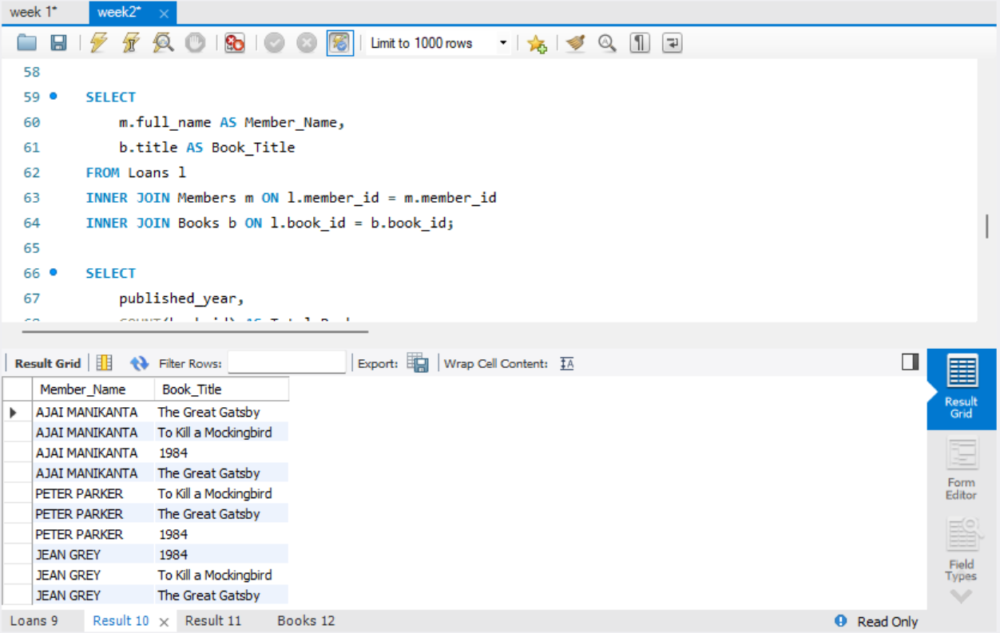 week 1*
week2*
Limit to 1000 rows
58
59 SELECT
60 m.full_name AS Member_Name,
61 b.title AS Book_Title
62 FROM Loans l
63 INNER JOIN Members m ON l.member_id = m.member_id
64 INNER JOIN Books b ON l.book_id = b.book_id;
65
66 SELECT
67 published_year,
Result Grid Filter Rows: Export: Wrap Cell Content:
Member_Name Book_Title
AJAI MANIKANTA The Great Gatsby
AJAI MANIKANTA To Kill a Mockingbird
AJAI MANIKANTA 1984
AJAI MANIKANTA The Great Gatsby
PETER PARKER To Kill a Mockingbird
PETER PARKER The Great Gatsby
PETER PARKER 1984
JEAN GREY 1984
JEAN GREY To Kill a Mockingbird
JEAN GREY The Great Gatsby
Result
Grid
Form
Editor
Field
Types
Loans 9 Result 10 Result 11 Books 12 Read Only